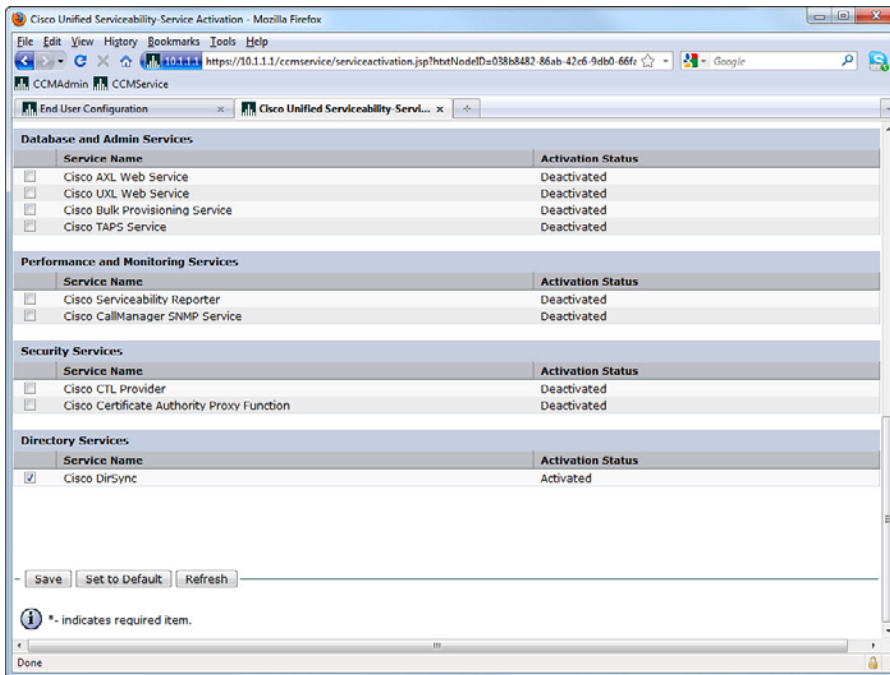 Cisco Unified Serviceability-Service Activation - Mozilla Firefox
File Edit View History Bookmarks Tools Help
10.1.1.1 https://10.1.1.1/ccmservice/serviceactivation.jsp?htxtNodeID=038b8482-86ab-42c6-9db0-66fa Google
CCMAdmin CCMService
End User Configuration Cisco Unified Serviceability-Servi...
Database and Admin Services
Service Name Activation Status
Cisco AXL Web Service Deactivated
Cisco UXL Web Service Deactivated
Cisco Bulk Provisioning Service Deactivated
Cisco TAPS Service Deactivated
Performance and Monitoring Services
Service Name Activation Status
Cisco Serviceability Reporter Deactivated
Cisco CallManager SNMP Service Deactivated
Security Services
Service Name Activation Status
Cisco CTL Provider Deactivated
Cisco Certificate Authority Proxy Function Deactivated
Directory Services
Service Name Activation Status
Cisco DirSync Activated
Save Set to Default Refresh
*- indicates required item.
Done